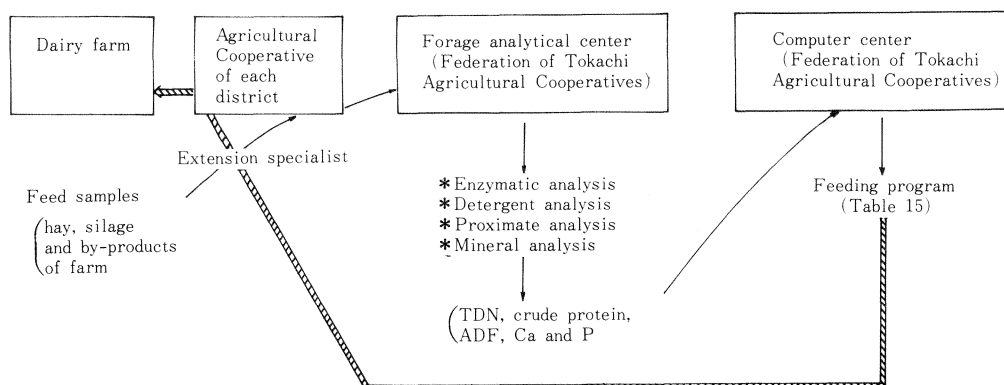 Dairy farm
Agricultural
Cooperative
of each
district
Forage analytical center
(Federation of Tokachi
Agricultural Cooperatives)
Computer center
(Federation of Tokachi
Agricultural Cooperatives)
Extension specialist
Feed samples
(hay, silage
and by-products
of farm
*Enzymatic analysis
*Detergent analysis
*Proximate analysis
*Mineral analysis
Feeding program
(Table 15)
(TDN, crude protein,
ADF, Ca and P